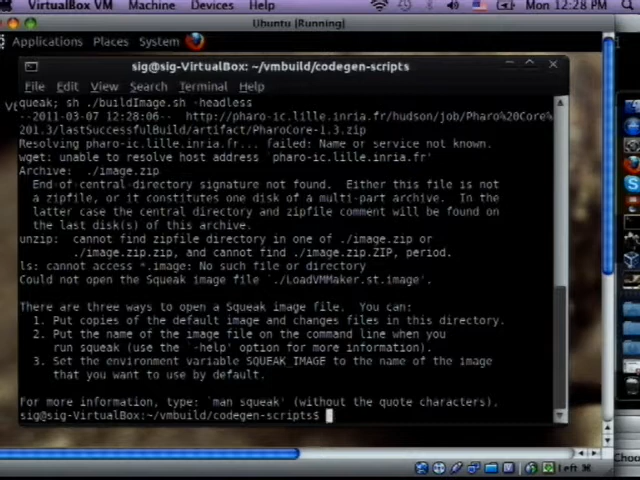 VirtualBox VM Machine Devices Help Mon 12:28 PM
Ubuntu [Running]
Applications Places System
sig@sig-VirtualBox: ~/vmbuild/codegen-scripts
File Edit View Search Terminal Help
queak; sh ./buildImage.sh -headless
--2011-03-07 12:28:06-- http://pharo-ic.lille.inria.fr/hudson/job/Pharo%20Core%
201.3/lastSuccessfulBuild/artifact/PharoCore-1.3.zip
Resolving pharo-ic.lille.inria.fr... failed: Name or service not known.
wget: unable to resolve host address `pharo-ic.lille.inria.fr'
Archive: ./image.zip
End-of-central-directory signature not found. Either this file is not
a zipfile, or it constitutes one disk of a multi-part archive. In the
latter case the central directory and zipfile comment will be found on
the last disk(s) of this archive.
unzip: cannot find zipfile directory in one of ./image.zip or
./image.zip.zip, and cannot find ./image.zip.ZIP, period.
ls: cannot access *.image: No such file or directory
Could not open the Squeak image file `./LoadVMMaker.st.image'.
There are three ways to open a Squeak image file. You can:
1. Put copies of the default image and changes files in this directory.
2. Put the name of the image file on the command line when you
run squeak (use the `-help' option for more information).
3. Set the environment variable SQUEAK_IMAGE to the name of the image
that you want to use by default.
For more information, type: `man squeak' (without the quote characters).
sig@sig-VirtualBox:~/vmbuild/codegen-scripts$
Left ⌘
Choo